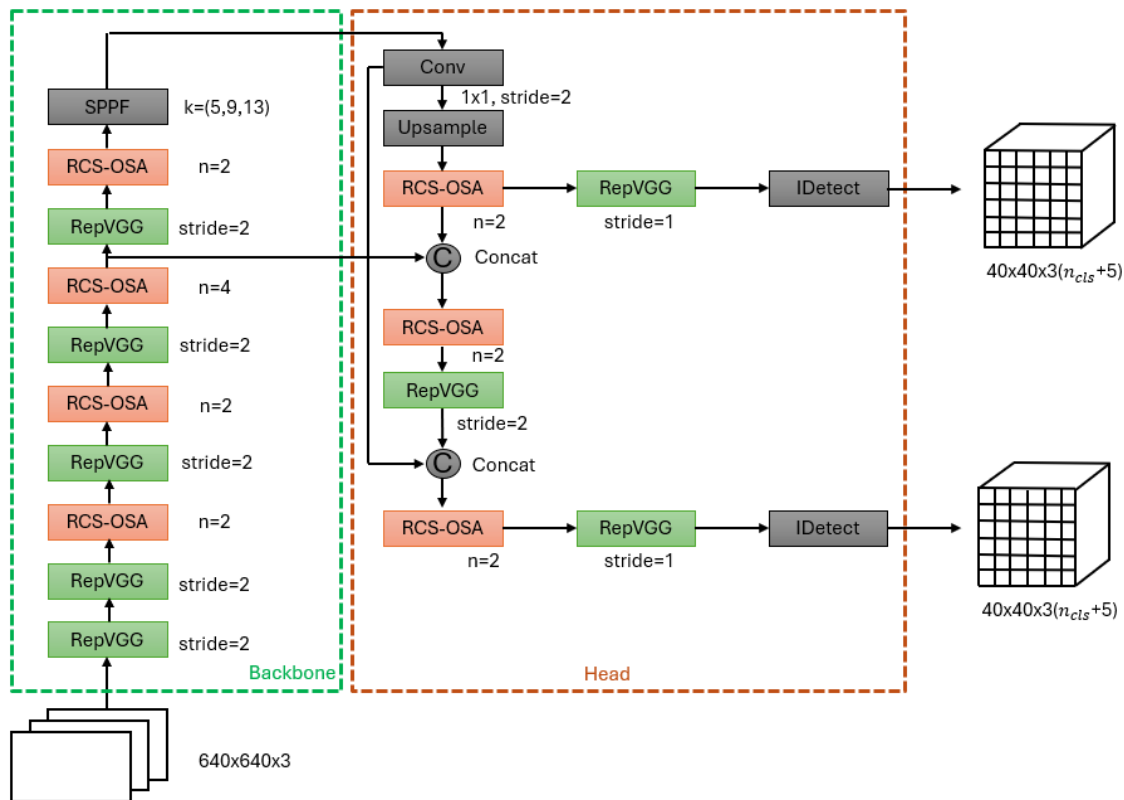 SPPF
k=(5,9,13)
RCS-OSA
n=2
RepVGG
stride=2
RCS-OSA
n=4
RepVGG
stride=2
RCS-OSA
n=2
RepVGG
stride=2
RCS-OSA
n=2
RepVGG
stride=2
RepVGG
stride=2
Backbone
640x640x3
Conv
1x1, stride=2
Upsample
RCS-OSA
n=2
RepVGG
stride=1
IDetect
40x40x3(n_cls+5)
C
Concat
RCS-OSA
n=2
RepVGG
stride=2
C
Concat
RCS-OSA
n=2
RepVGG
stride=1
IDetect
40x40x3(n_cls+5)
Head